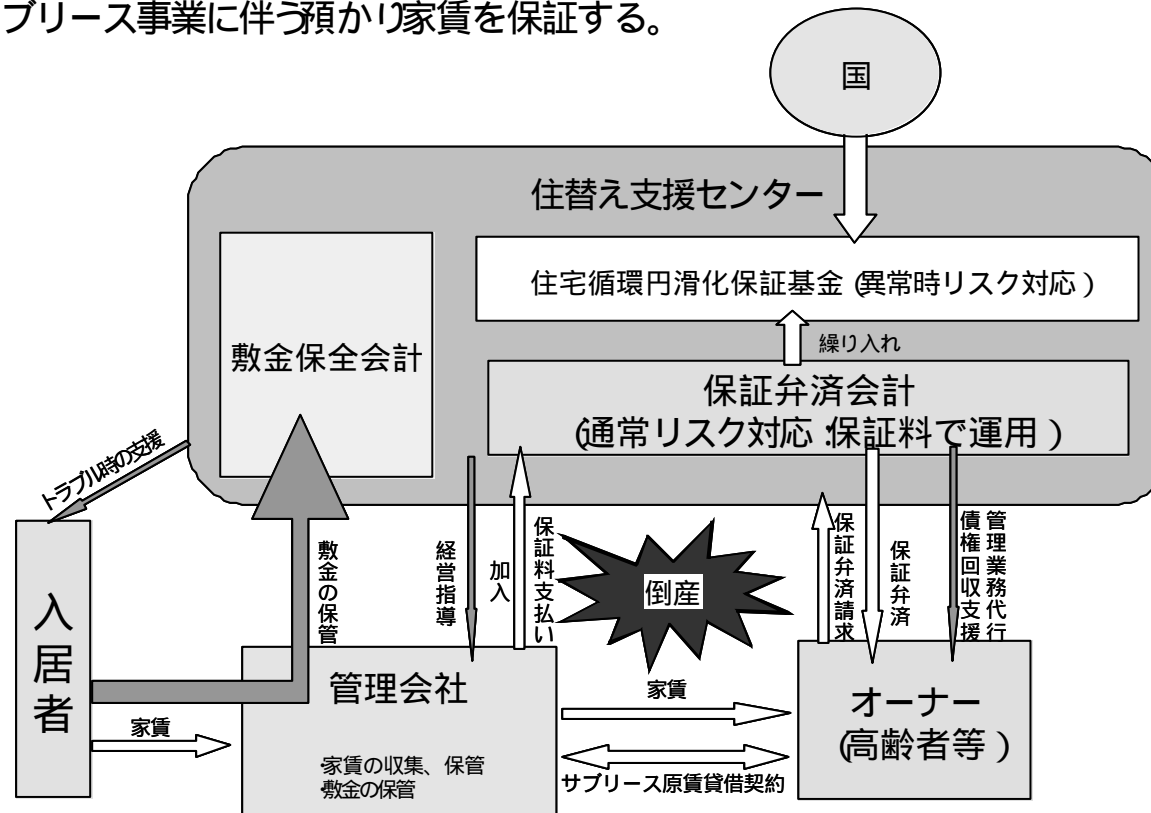 ブリース事業に伴う預かり家賃を保証する。
国
住替え支援センター
住宅循環円滑化保証基金(異常時リスク対応)
繰り入れ
敷金保全会計
保証弁済会計
(通常リスク対応・保証料で運用)
トラブル時の支援
敷金の保管
経営指導
加入
保証料支払い
倒産
保証弁済請求
保証弁済
管理業務代行
債権回収支援
入居者
家賃
管理会社
・家賃の収集、保管
・敷金の保管
家賃
サブリース原賃貸借契約
オーナー
(高齢者等)